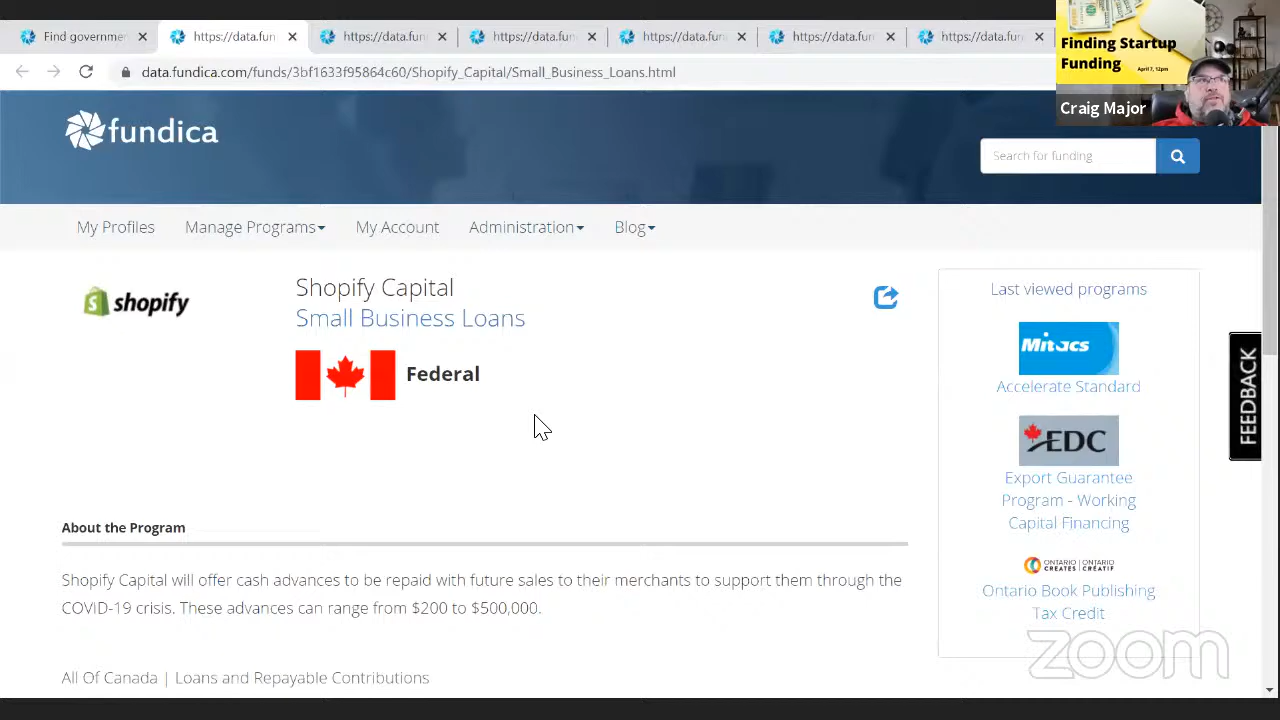 Find governme
https://data.fun
https://data.fun
https://data.fun
https://data.fun
https://data.fun
https://data.fun
data.fundica.com/funds/3bf1633f95864c60/Shopify_Capital/Small_Business_Loans.html
Finding Startup
Funding
April 7, 12pm
Craig Major
fundica
Search for funding
My Profiles
Manage Programs
My Account
Administration
Blog
shopify
Shopify Capital
Small Business Loans
Federal
Last viewed programs
Mitacs
Accelerate Standard
EDC
Export Guarantee
Program - Working
Capital Financing
ONTARIO | ONTARIO
CREATES | CRÉATIF
Ontario Book Publishing
Tax Credit
FEEDBACK
About the Program
Shopify Capital will offer cash advances to be repaid with future sales to their merchants to support them through the
COVID-19 crisis. These advances can range from $200 to $500,000.
All Of Canada | Loans and Repayable Contributions
zoom